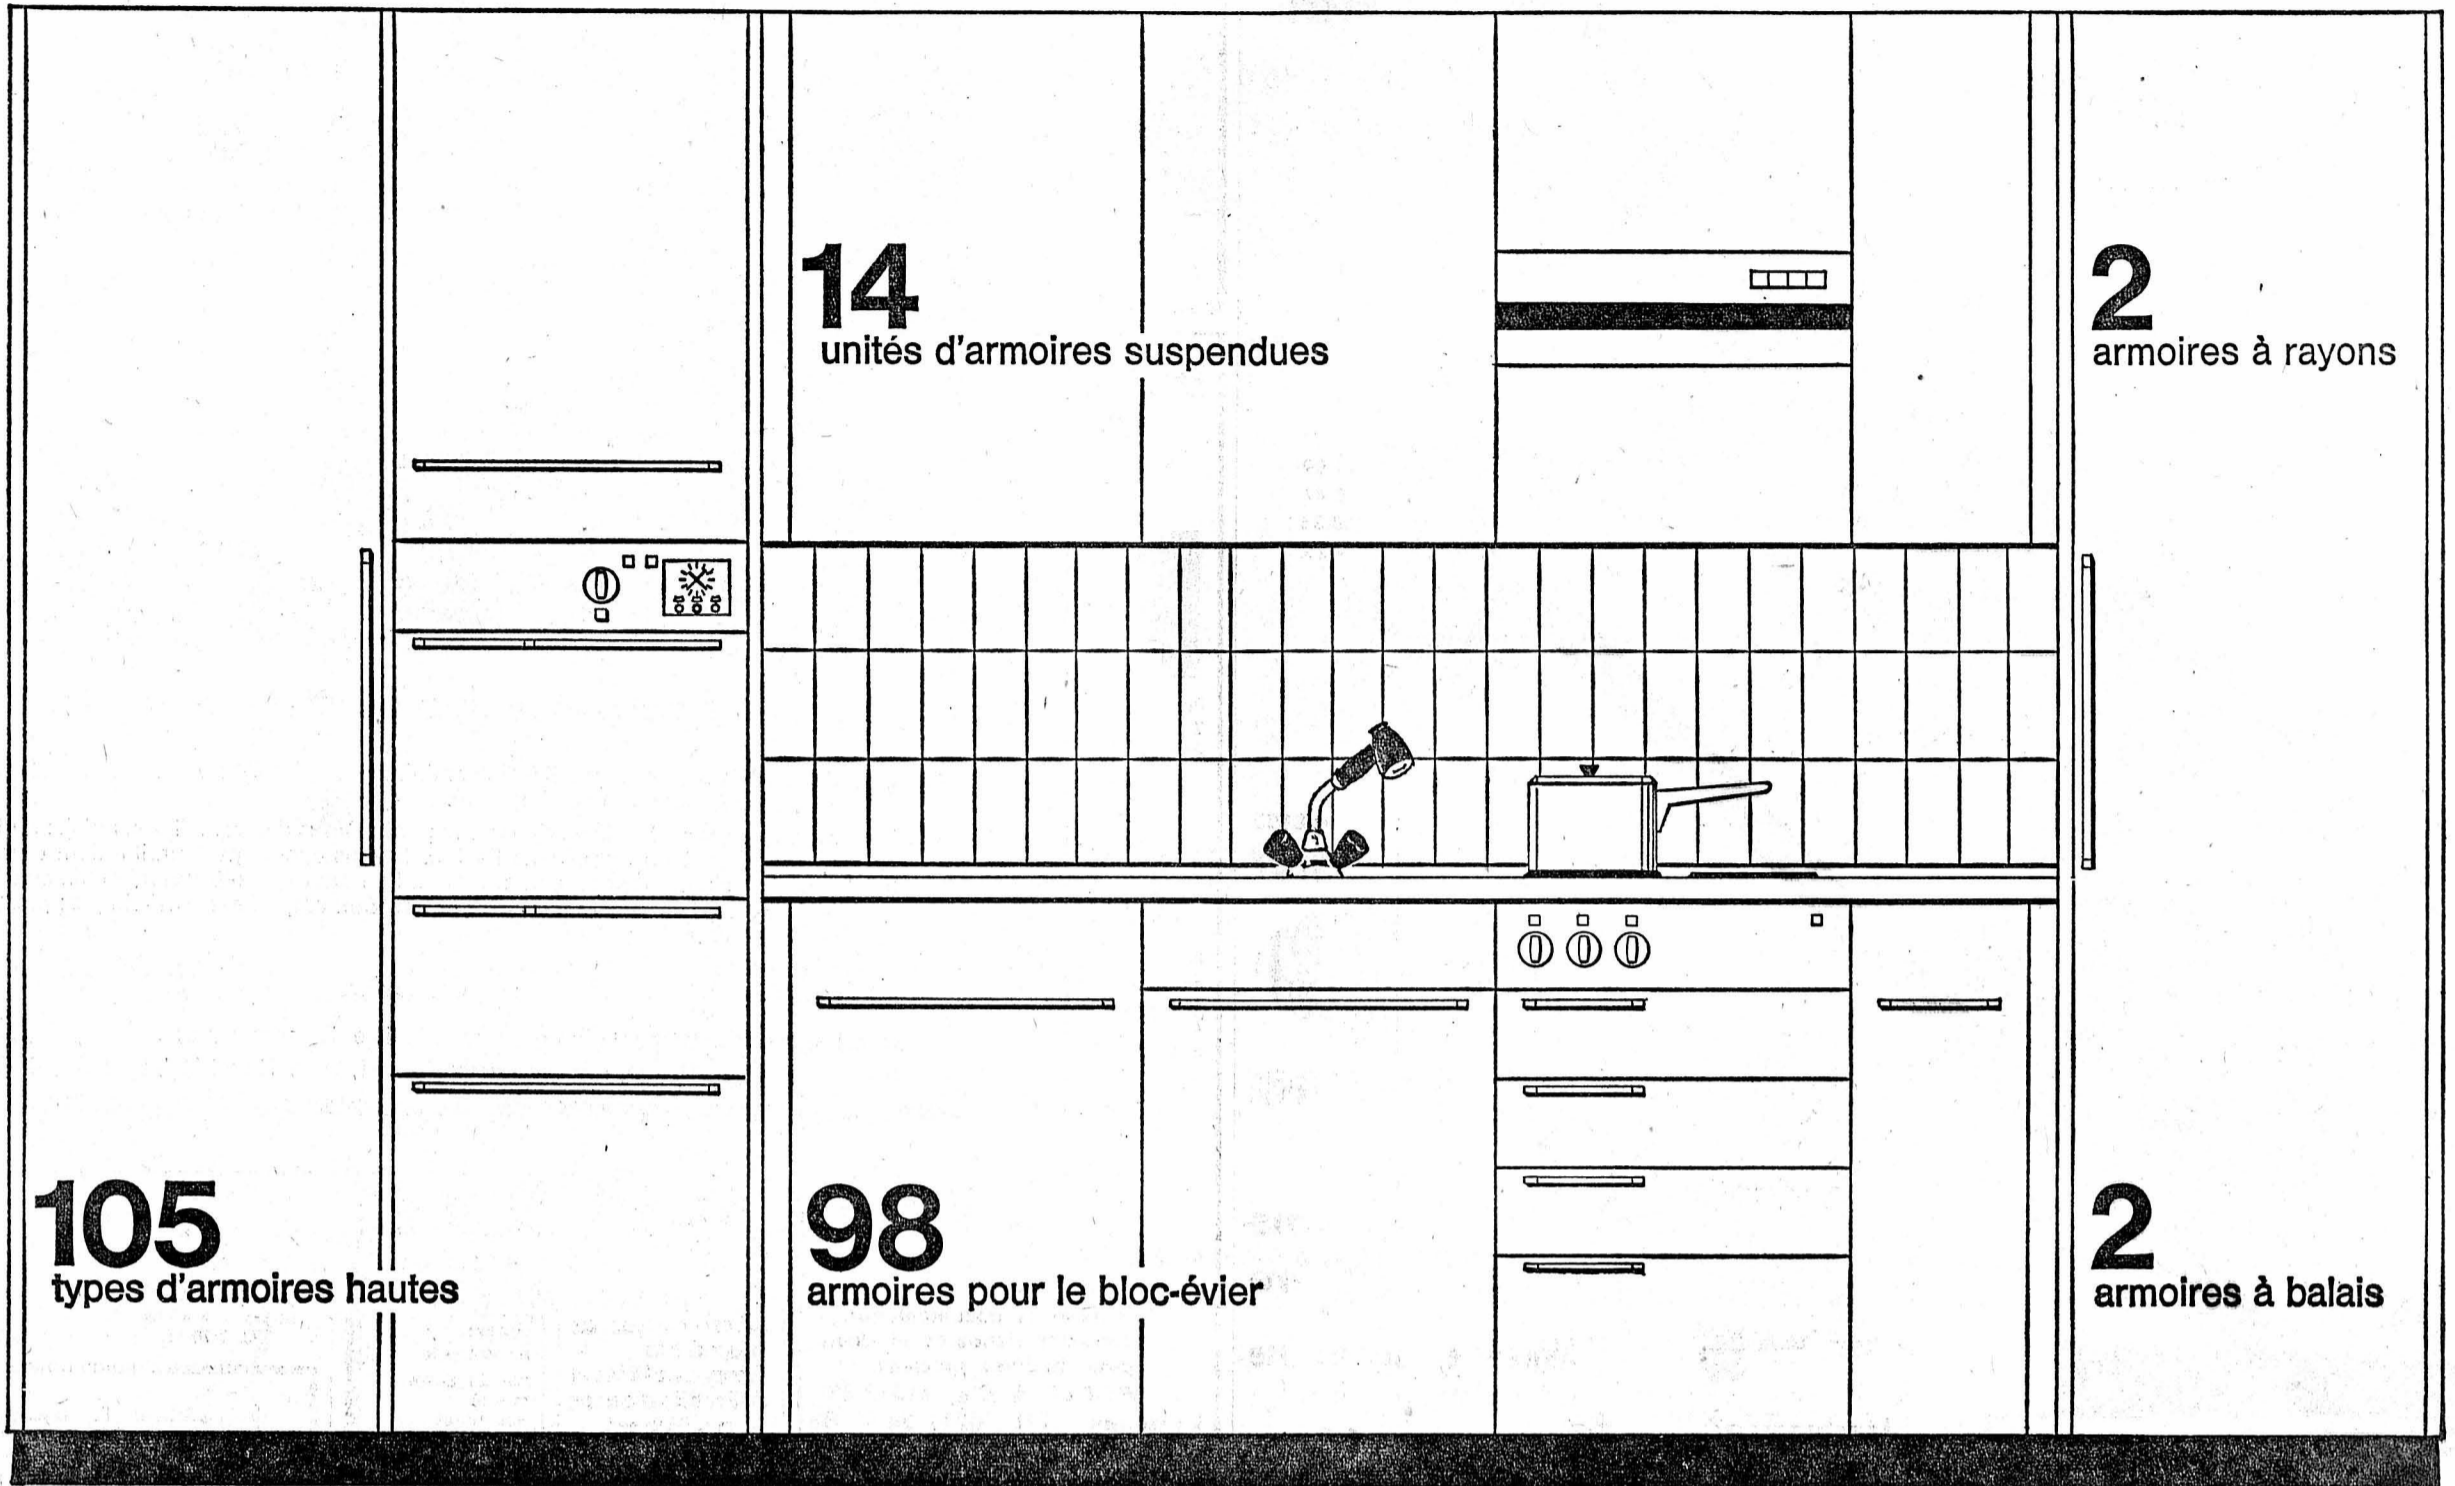 14
unités d'armoires suspendues
2
armoires à rayons
105
types d'armoires hautes
98
armoires pour le bloc-évier
2
armoires à balais